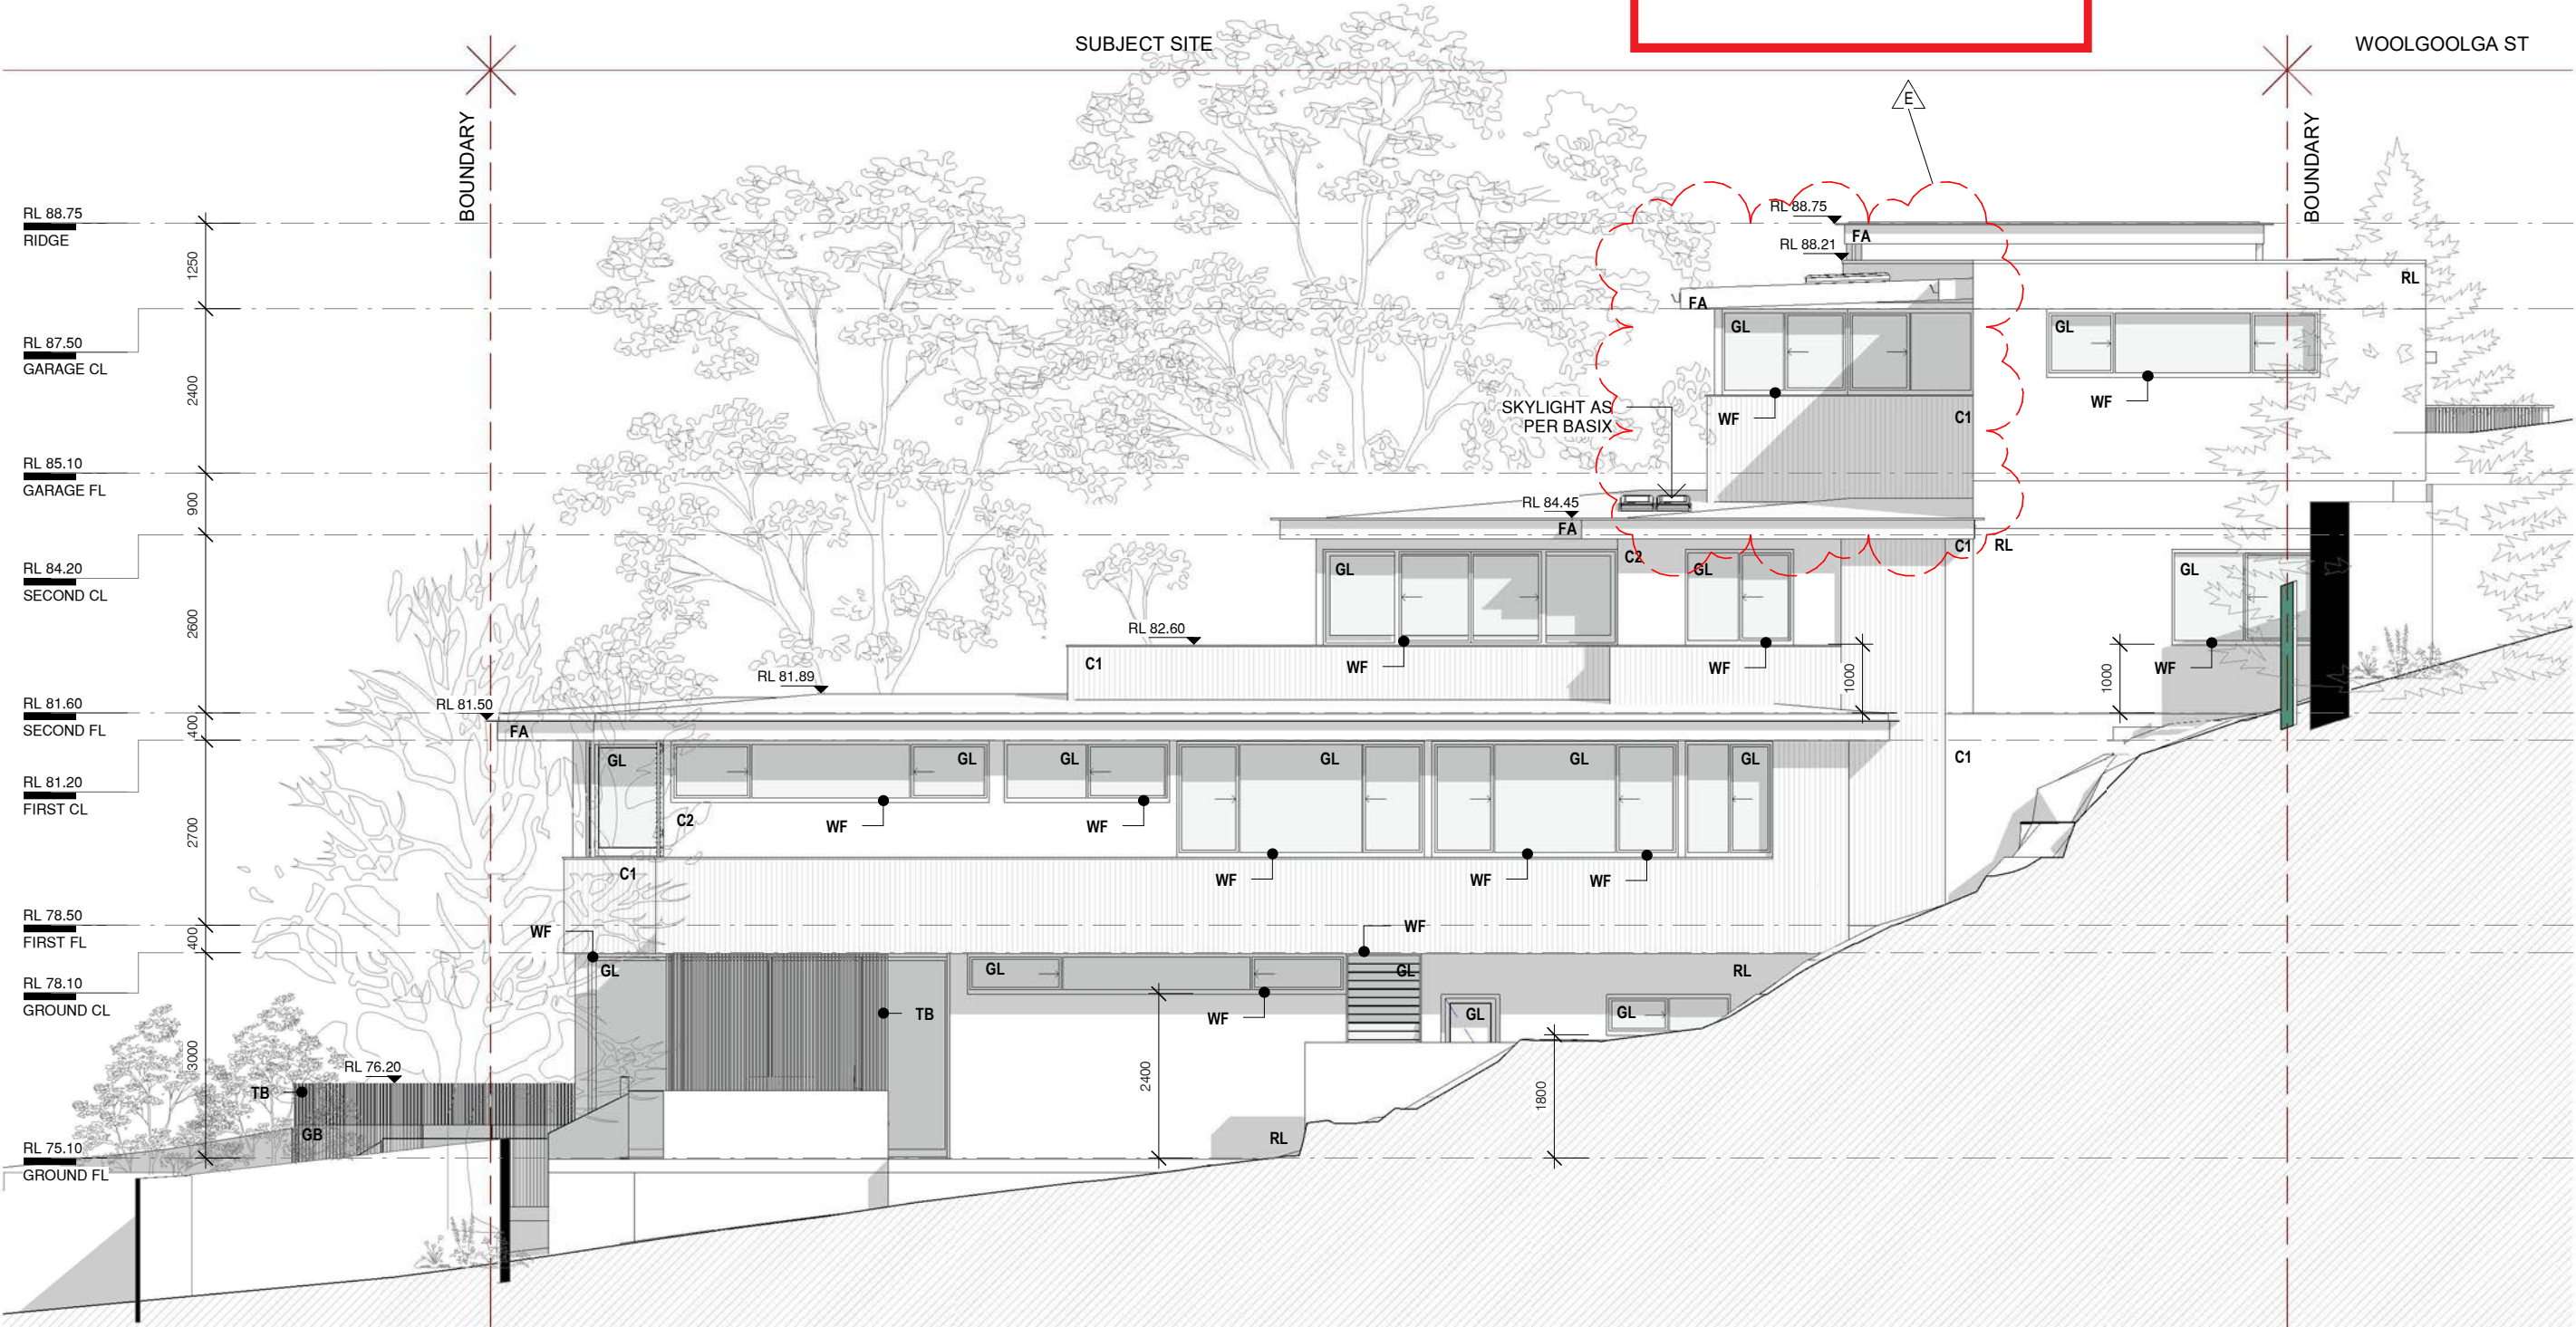 SUBJECT SITE
WOOLGOOLGA ST
BOUNDARY
BOUNDARY
E
RL 88.75
RIDGE
1250
RL 87.50
GARAGE CL
2400
RL 85.10
GARAGE FL
900
RL 84.20
SECOND CL
2600
RL 81.60
SECOND FL
400
RL 81.20
FIRST CL
2700
RL 78.50
FIRST FL
400
RL 78.10
GROUND CL
3000
RL 75.10
GROUND FL
RL 88.75
FA
RL 88.21
RL
FA
GL
GL
WF
WF
C1
SKYLIGHT AS
PER BASIX
RL 84.45
FA
C2
C1
RL
GL
GL
GL
RL 82.60
C1
WF
WF
1000
1000
WF
RL 81.89
RL 81.50
FA
GL
GL
GL
GL
GL
GL
C1
C2
WF
WF
C1
WF
WF
WF
WF
WF
GL
GL
GL
RL
TB
WF
GL
GL
RL 76.20
TB
GB
2400
1800
RL